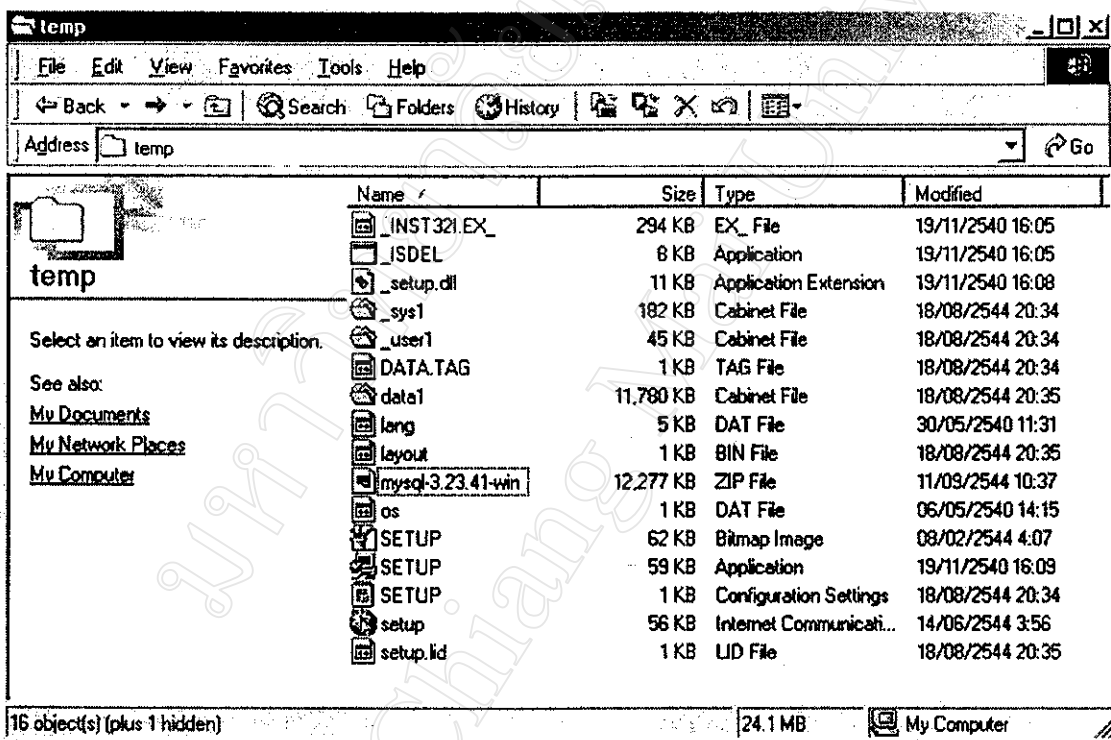 temp
File Edit View Favorites Tools Help
Back Search Folders History
Address temp Go
Name Size Type Modified
temp
Select an item to view its description.
See also:
My Documents
My Network Places
My Computer
_INST32I.EX_ 294 KB EX_ File 19/11/2540 16:05
_ISDEL 8 KB Application 19/11/2540 16:05
_setup.dll 11 KB Application Extension 19/11/2540 16:08
_sys1 182 KB Cabinet File 18/08/2544 20:34
_user1 45 KB Cabinet File 18/08/2544 20:34
DATA.TAG 1 KB TAG File 18/08/2544 20:34
data1 11,780 KB Cabinet File 18/08/2544 20:35
lang 5 KB DAT File 30/05/2540 11:31
layout 1 KB BIN File 18/08/2544 20:35
mysql-3.23.41-win 12,277 KB ZIP File 11/09/2544 10:37
os 1 KB DAT File 06/05/2540 14:15
SETUP 62 KB Bitmap Image 08/02/2544 4:07
SETUP 59 KB Application 19/11/2540 16:09
SETUP 1 KB Configuration Settings 18/08/2544 20:34
setup 56 KB Internet Communicati... 14/06/2544 3:56
setup.lid 1 KB LID File 18/08/2544 20:35
16 object(s) (plus 1 hidden) 24.1 MB My Computer
Chiang Mai Univ